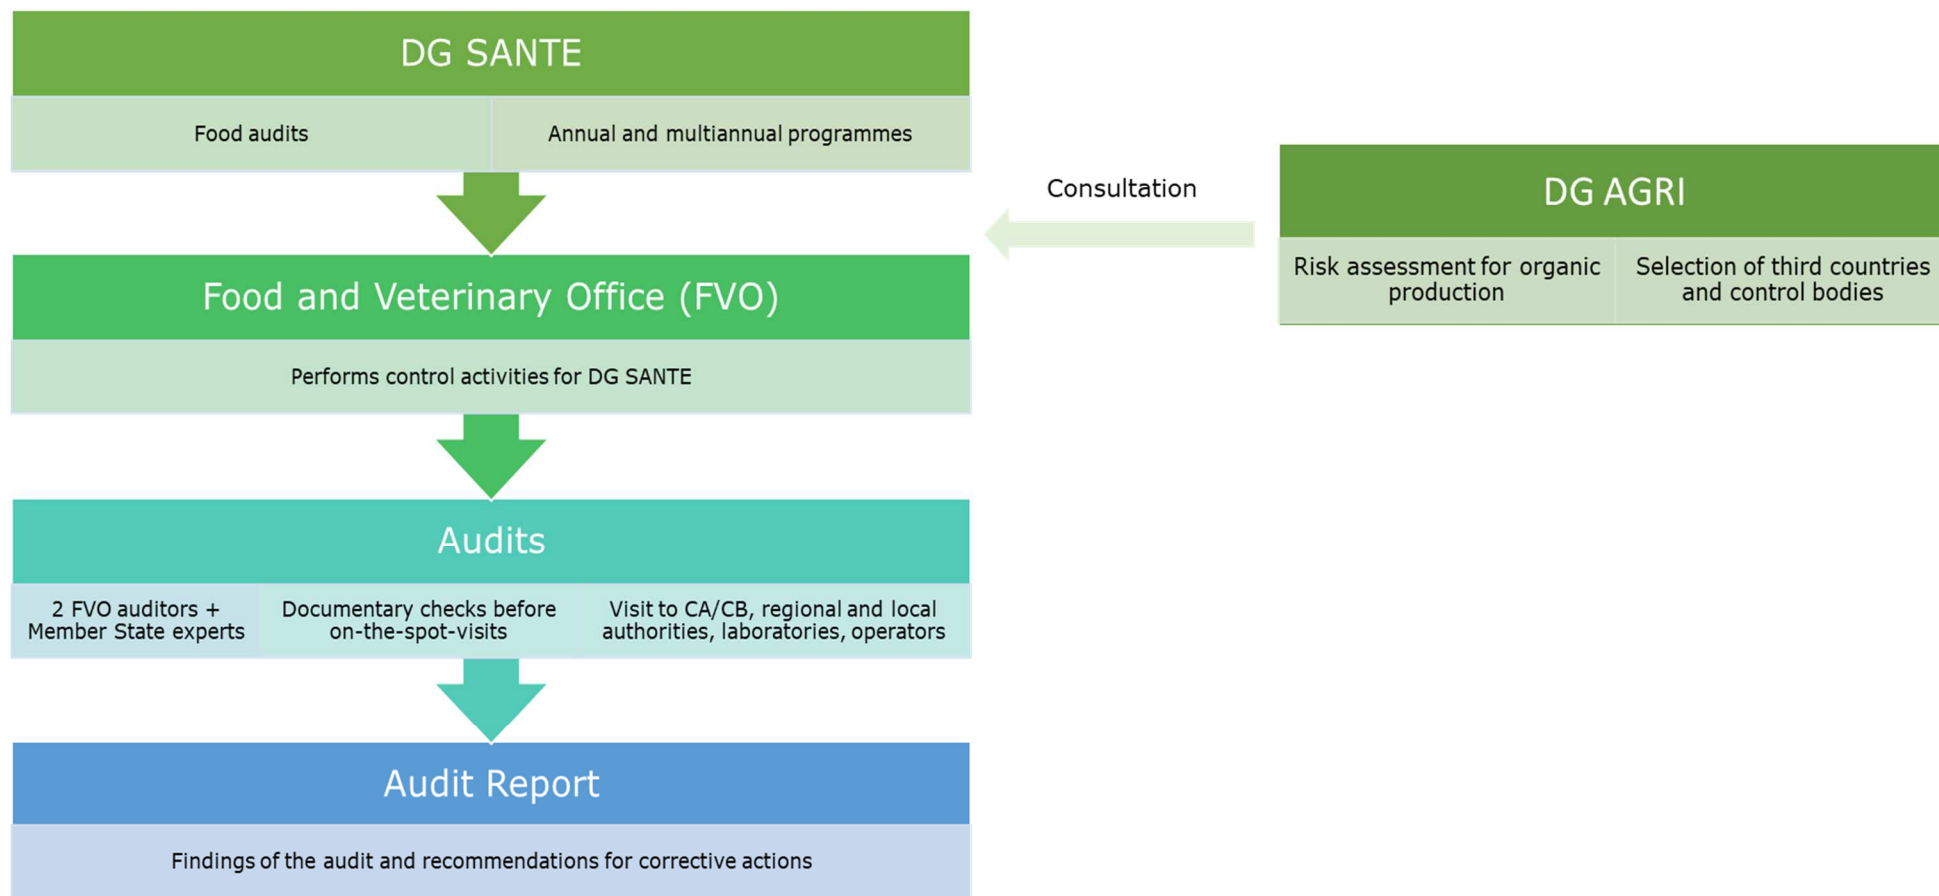 DG SANTE
Food audits
Annual and multiannual programmes
Consultation
DG AGRI
Risk assessment for organic
production
Selection of third countries
and control bodies
Food and Veterinary Office (FVO)
Performs control activities for DG SANTE
Audits
2 FVO auditors +
Member State experts
Documentary checks before
on-the-spot-visits
Visit to CA/CB, regional and local
authorities, laboratories, operators
Audit Report
Findings of the audit and recommendations for corrective actions